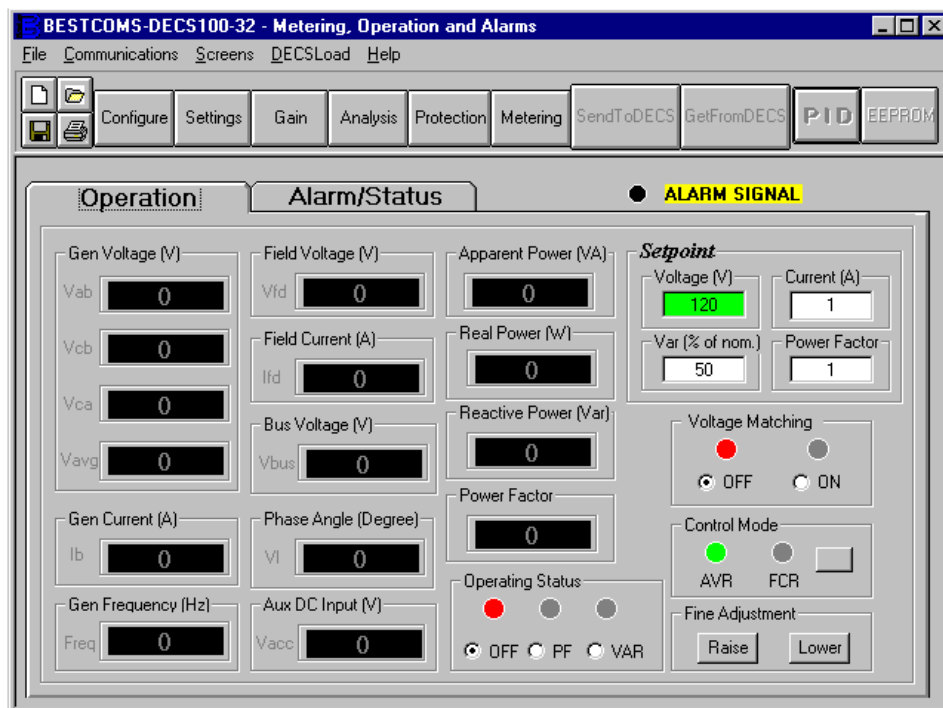 BESTCOMS-DECS100-32 - Metering, Operation and Alarms
File Communications Screens DECSLoad Help
Configure Settings Gain Analysis Protection Metering SendToDECS GetFromDECS PID EEPROM
Operation Alarm/Status ALARM SIGNAL
Gen Voltage (V)
Vab 0
Vcb 0
Vca 0
Vavg 0
Gen Current (A)
Ib 0
Gen Frequency (Hz)
Freq 0
Field Voltage (V)
Vfd 0
Field Current (A)
Ifd 0
Bus Voltage (V)
Vbus 0
Phase Angle (Degree)
VI 0
Aux DC Input (V)
Vacc 0
Apparent Power (VA)
0
Real Power (W)
0
Reactive Power (Var)
0
Power Factor
0
Operating Status
OFF PF VAR
Setpoint
Voltage (V) Current (A)
120 1
Var (% of nom.) Power Factor
50 1
Voltage Matching
OFF ON
Control Mode
AVR FCR
Fine Adjustment
Raise Lower